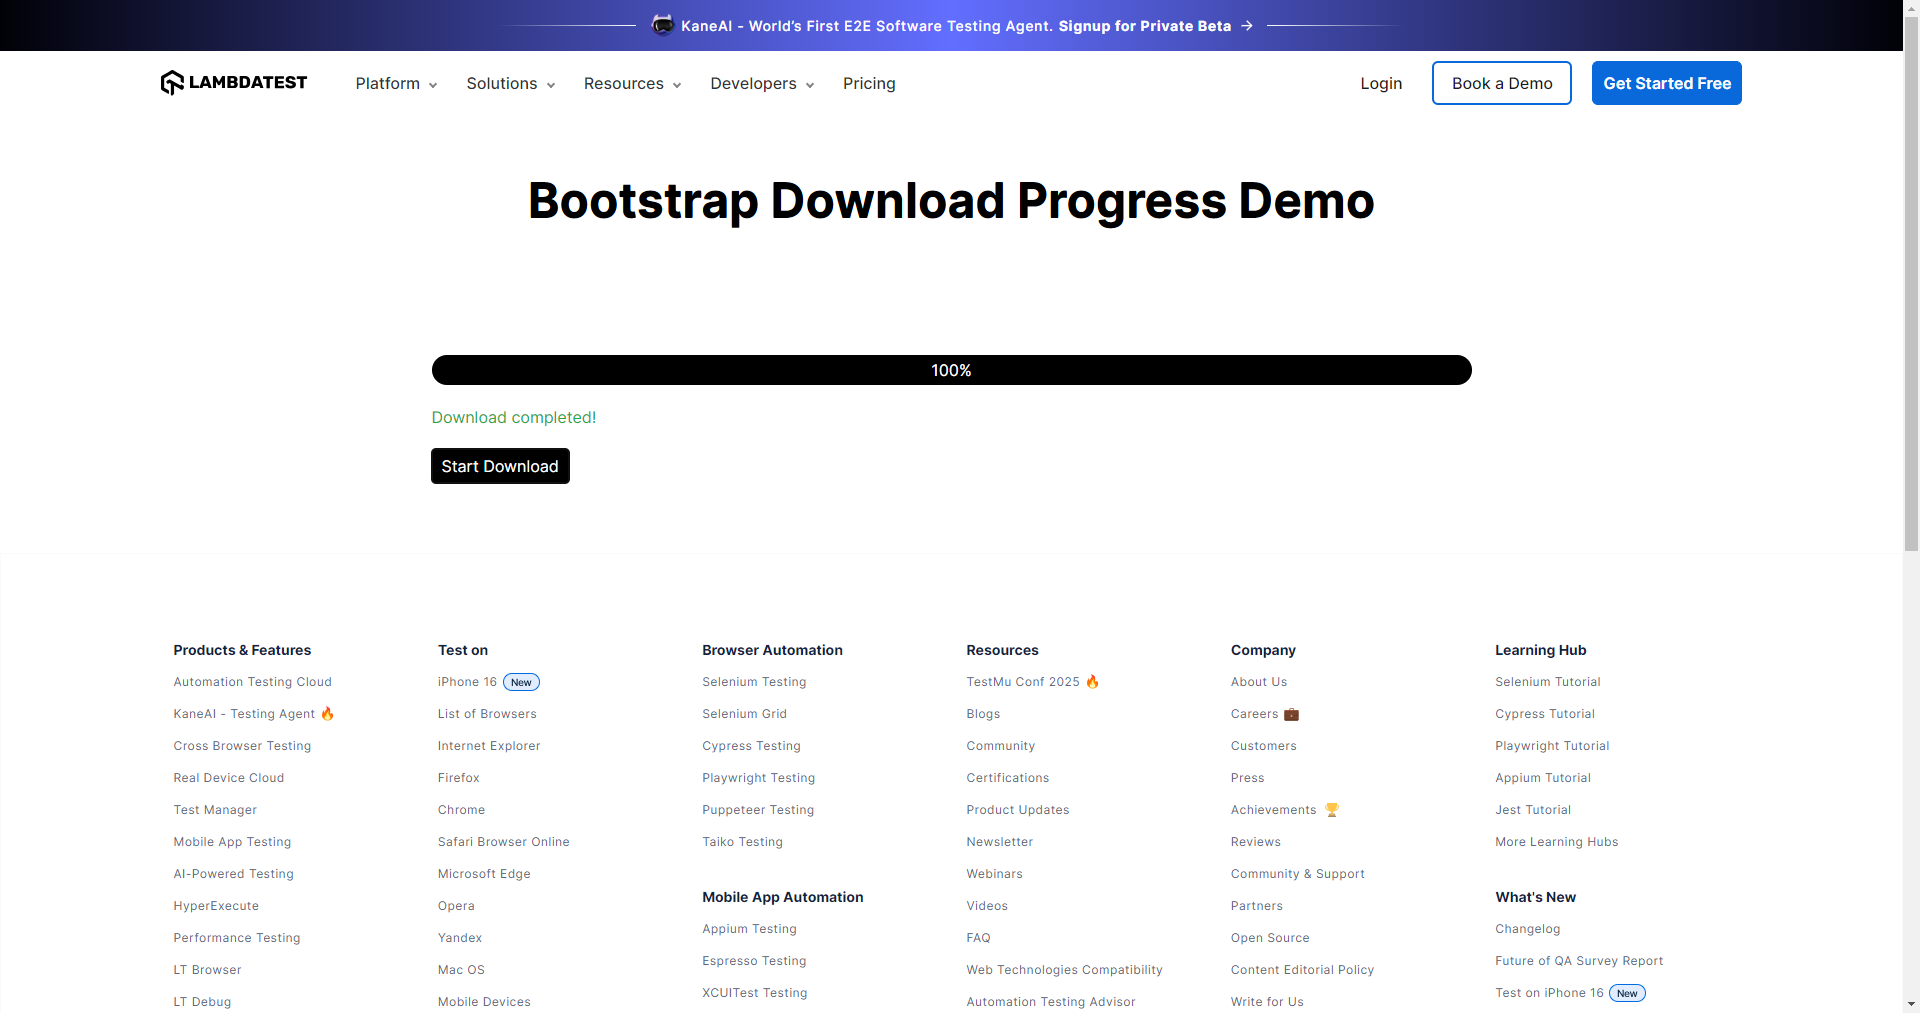 KaneAI - World's First E2E Software Testing Agent. Signup for Private Beta →
LAMBDATEST Platform Solutions Resources Developers Pricing Login Book a Demo Get Started Free
Bootstrap Download Progress Demo
100%
Download completed!
Start Download
Products & Features
Automation Testing Cloud
KaneAI - Testing Agent 🔥
Cross Browser Testing
Real Device Cloud
Test Manager
Mobile App Testing
AI-Powered Testing
HyperExecute
Performance Testing
LT Browser
LT Debug
Test on
iPhone 16 New
List of Browsers
Internet Explorer
Firefox
Chrome
Safari Browser Online
Microsoft Edge
Opera
Yandex
Mac OS
Mobile Devices
Browser Automation
Selenium Testing
Selenium Grid
Cypress Testing
Playwright Testing
Puppeteer Testing
Taiko Testing
Mobile App Automation
Appium Testing
Espresso Testing
XCUITest Testing
Resources
TestMu Conf 2025 🔥
Blogs
Community
Certifications
Product Updates
Newsletter
Webinars
Videos
FAQ
Web Technologies Compatibility
Automation Testing Advisor
Company
About Us
Careers 💼
Customers
Press
Achievements 🏆
Reviews
Community & Support
Partners
Open Source
Content Editorial Policy
Write for Us
Learning Hub
Selenium Tutorial
Cypress Tutorial
Playwright Tutorial
Appium Tutorial
Jest Tutorial
More Learning Hubs
What's New
Changelog
Future of QA Survey Report
Test on iPhone 16 New